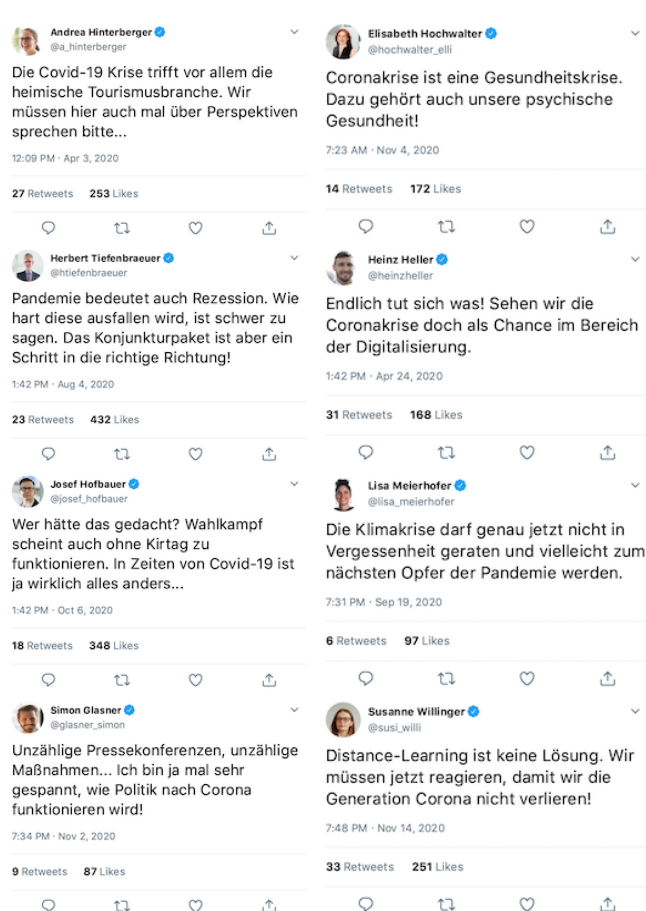 Andrea Hinterberger
@a_hinterberger
Die Covid-19 Krise trifft vor allem die
heimische Tourismusbranche. Wir
müssen hier auch mal über Perspektiven
sprechen bitte...
12:09 PM · Apr 3, 2020
27 Retweets 253 Likes
Herbert Tiefenbraeuer
@htiefenbraeuer
Pandemie bedeutet auch Rezession. Wie
hart diese ausfallen wird, ist schwer zu
sagen. Das Konjunkturpaket ist aber ein
Schritt in die richtige Richtung!
1:42 PM · Aug 4, 2020
23 Retweets 432 Likes
Josef Hofbauer
@josef_hofbauer
Wer hätte das gedacht? Wahlkampf
scheint auch ohne Kirtag zu
funktionieren. In Zeiten von Covid-19 ist
ja wirklich alles anders...
1:42 PM · Oct 6, 2020
18 Retweets 348 Likes
Simon Glasner
@glasner_simon
Unzählige Pressekonferenzen, unzählige
Maßnahmen... Ich bin ja mal sehr
gespannt, wie Politik nach Corona
funktionieren wird!
7:34 PM · Nov 2, 2020
9 Retweets 87 Likes
Elisabeth Hochwalter
@hochwalter_elli
Coronakrise ist eine Gesundheitskrise.
Dazu gehört auch unsere psychische
Gesundheit!
7:23 AM · Nov 4, 2020
14 Retweets 172 Likes
Heinz Heller
@heinzheller
Endlich tut sich was! Sehen wir die
Coronakrise doch als Chance im Bereich
der Digitalisierung.
1:42 PM · Apr 24, 2020
31 Retweets 168 Likes
Lisa Meierhofer
@lisa_meierhofer
Die Klimakrise darf genau jetzt nicht in
Vergessenheit geraten und vielleicht zum
nächsten Opfer der Pandemie werden.
7:31 PM · Sep 19, 2020
6 Retweets 97 Likes
Susanne Willinger
@susi_willi
Distance-Learning ist keine Lösung. Wir
müssen jetzt reagieren, damit wir die
Generation Corona nicht verlieren!
7:48 PM · Nov 14, 2020
33 Retweets 251 Likes